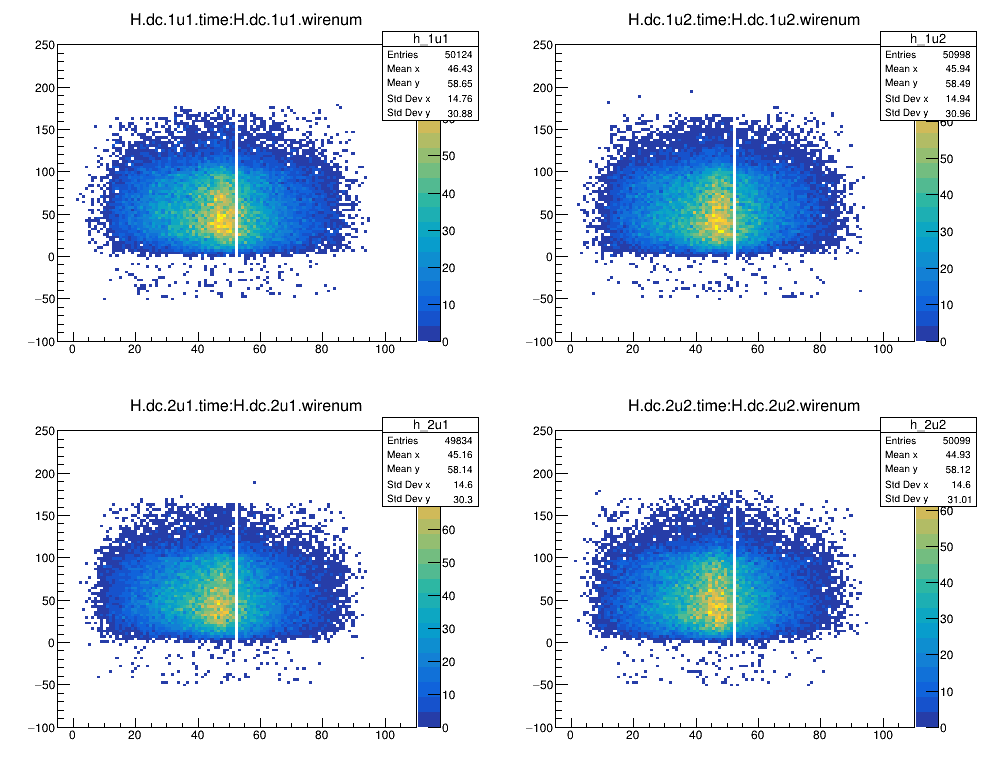 H.dc.1u1.time:H.dc.1u1.wirenum
h_1u1
Entries 50124
Mean x 46.43
Mean y 58.65
Std Dev x 14.76
Std Dev y 30.88
250
200
150
100
50
0
−50
−100
0 20 40 60 80 100
50
40
30
20
10
0
H.dc.1u2.time:H.dc.1u2.wirenum
h_1u2
Entries 50998
Mean x 45.94
Mean y 58.49
Std Dev x 14.94
Std Dev y 30.96
250
200
150
100
50
0
−50
−100
0 20 40 60 80 100
60
50
40
30
20
10
0
H.dc.2u1.time:H.dc.2u1.wirenum
h_2u1
Entries 49834
Mean x 45.16
Mean y 58.14
Std Dev x 14.6
Std Dev y 30.3
250
200
150
100
50
0
−50
−100
0 20 40 60 80 100
60
50
40
30
20
10
0
H.dc.2u2.time:H.dc.2u2.wirenum
h_2u2
Entries 50099
Mean x 44.93
Mean y 58.12
Std Dev x 14.6
Std Dev y 31.01
250
200
150
100
50
0
−50
−100
0 20 40 60 80 100
60
50
40
30
20
10
0